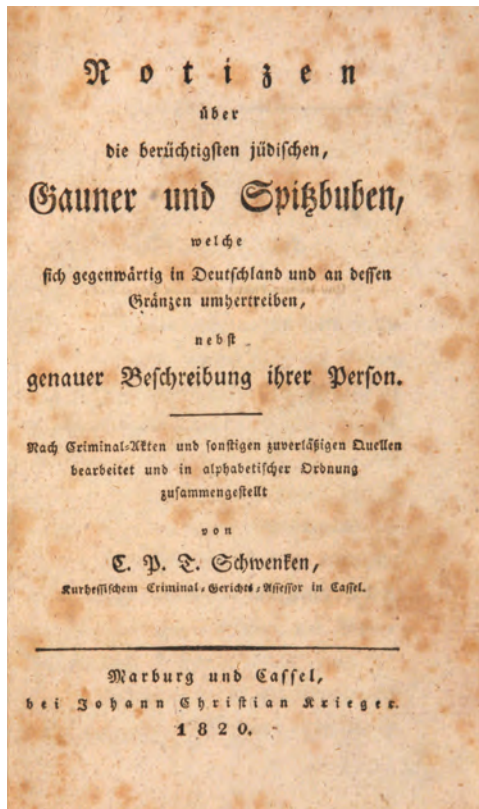 Notizen
über
die berüchtigsten jüdischen,
Gauner und Spitzbuben,
welche
sich gegenwärtig in Deutschland und an dessen
Gränzen umhertreiben,
nebst
genauer Beschreibung ihrer Person.
Nach Criminal-Akten und sonstigen zuverläßigen Quellen
bearbeitet und in alphabetischer Ordnung
zusammengestellt
von
C. P. T. Schwenken,
Kurhessischem Criminal-Gerichts-Assessor in Cassel.
Marburg und Cassel,
bei Johann Christian Krieger.
1820.